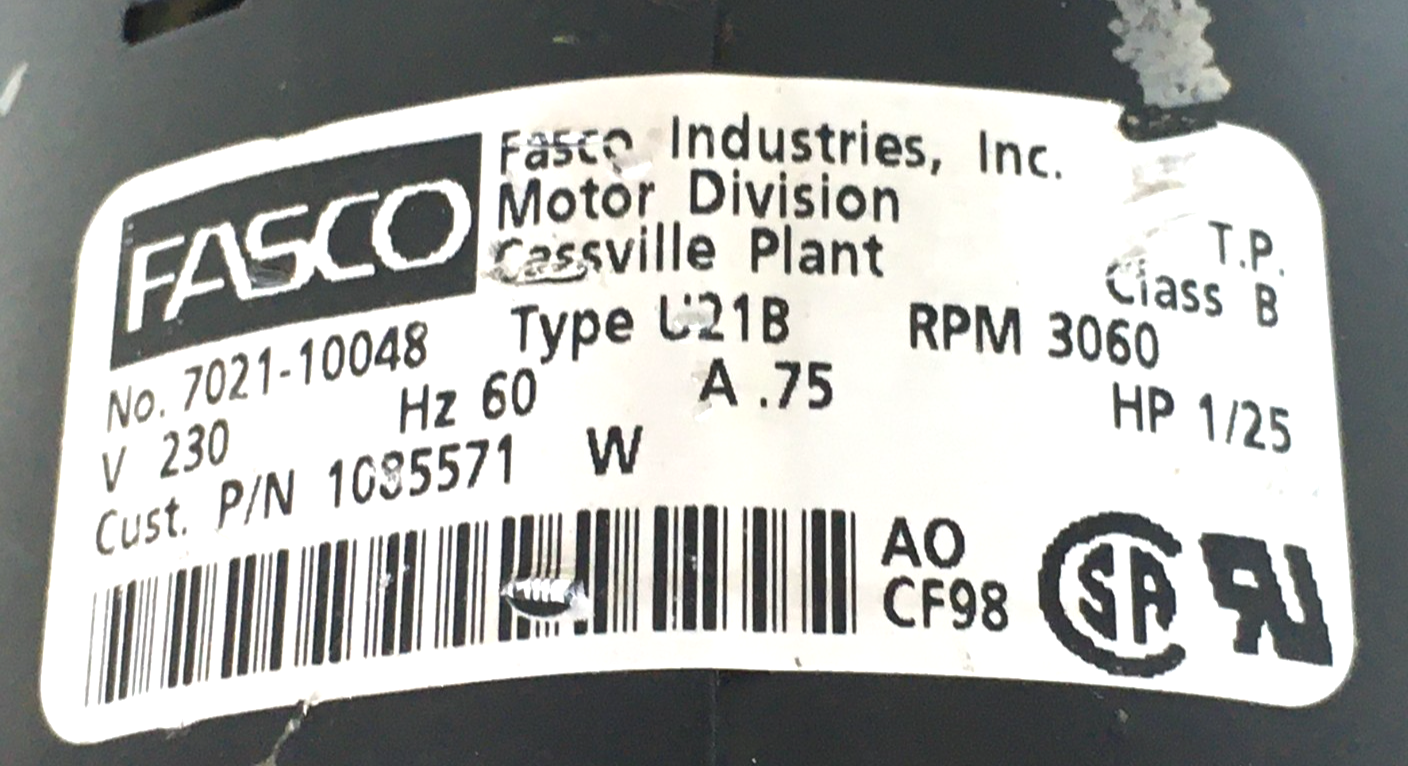 FASCO
Fasco Industries, Inc.
Motor Division
Cassville Plant
T.P.
Class B
No. 7021-10048 Type U21B RPM 3060
V 230 Hz 60 A .75 HP 1/25
Cust. P/N 1085571 W
AO
CF98